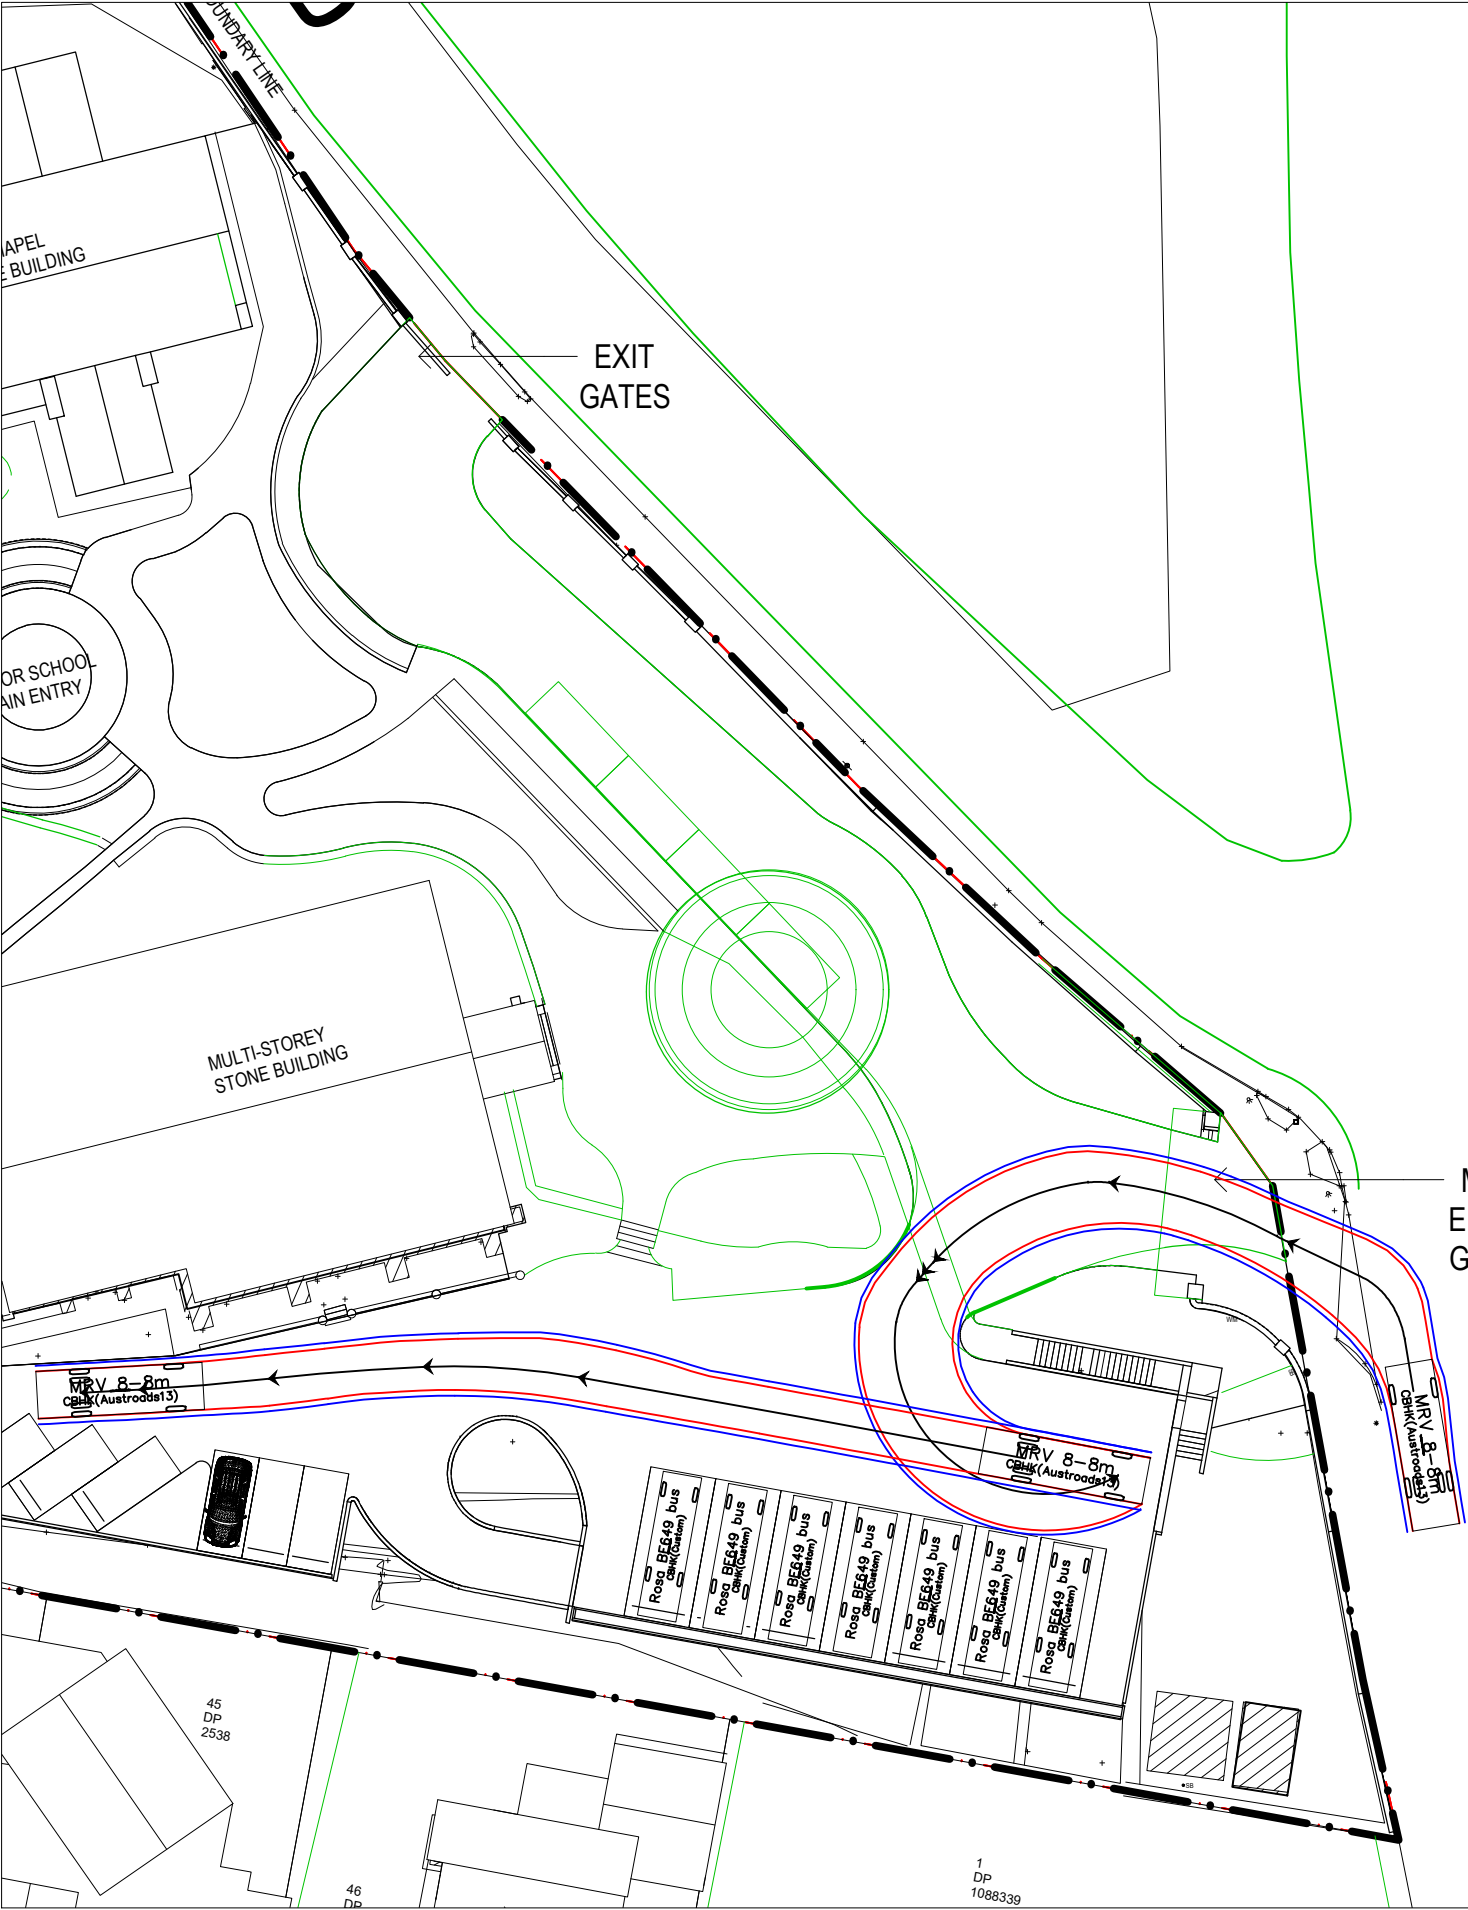 UNDARY LINE
APEL
E BUILDING
EXIT
GATES
OR SCHOOL
AIN ENTRY
MULTI-STOREY
STONE BUILDING
M
E
G
WM
MRV 8-8m
CBHK(Austroads13)
MRV 8-8m
CBHK(Austroads13)
MRV 8-8m
CBHK(Austroads13)
Rosa BE649 bus
CBHK(Custom)
Rosa BE649 bus
CBHK(Custom)
Rosa BE649 bus
CBHK(Custom)
Rosa BE649 bus
CBHK(Custom)
Rosa BE649 bus
CBHK(Custom)
Rosa BE649 bus
CBHK(Custom)
Rosa BE649 bus
CBHK(Custom)
45
DP
2538
SB
46
DP
1
DP
1088339